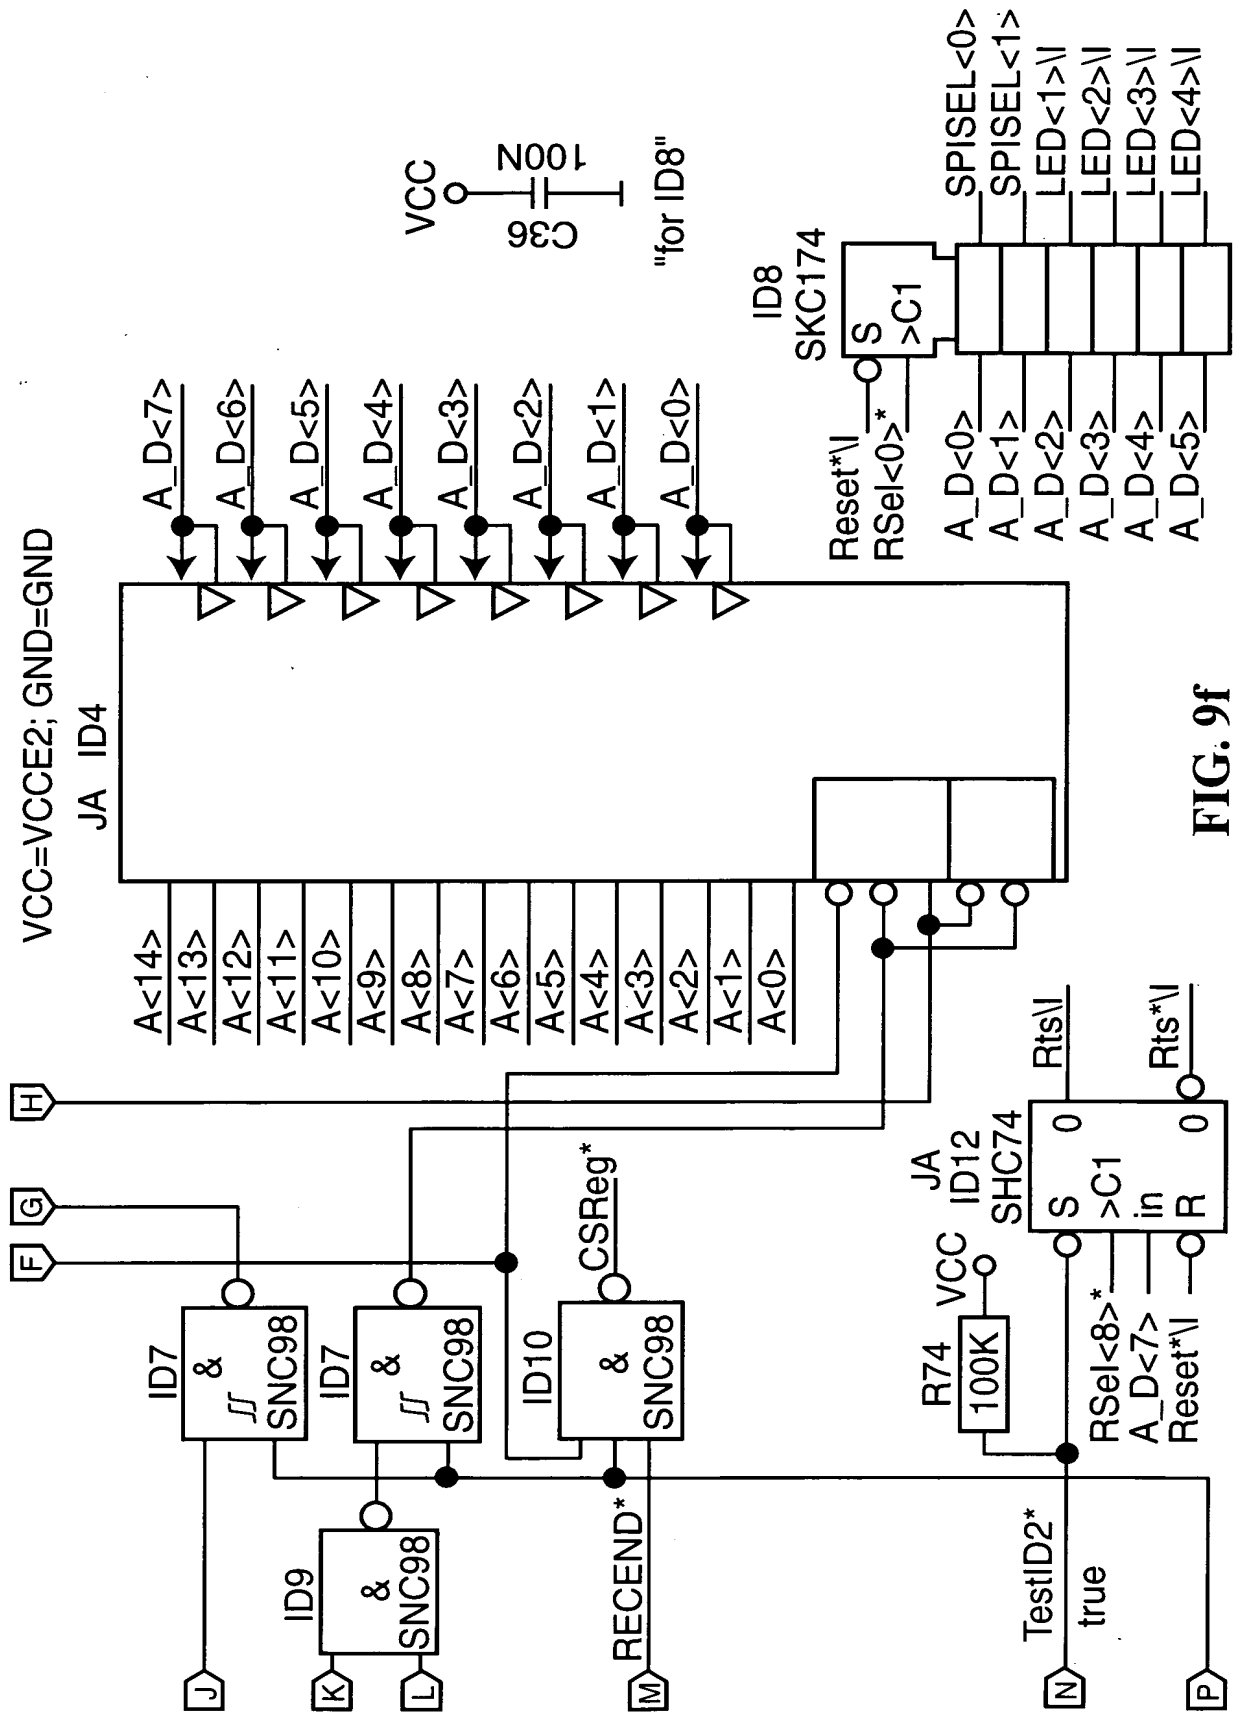 H
G
F
VCC=VCCE2; GND=GND
JA ID4
A<14>
A<13>
A<12>
A<11>
A<10>
A<9>
A<8>
A<7>
A<6>
A<5>
A<4>
A<3>
A<2>
A<1>
A<0>
A_D<7>
A_D<6>
A_D<5>
A_D<4>
A_D<3>
A_D<2>
A_D<1>
A_D<0>
VCC
C36
100N
"for ID8"
ID7
&
SNC98
ID7
&
SNC98
ID9
&
SNC98
ID10
&
SNC98
CSReg*
RECEND*
J
K
L
M
N
P
TestID2*
true
R74
100K
VCC
JA
ID12
SHC74
S
>C1
in
R
0
0
RSel<8>*
A_D<7>
Reset*\I
Rts\I
Rts*\I
ID8
SKC174
S
>C1
Reset*\I
RSel<0>*
A_D<0>
A_D<1>
A_D<2>
A_D<3>
A_D<4>
A_D<5>
SPISEL<0>
SPISEL<1>
LED<1>\I
LED<2>\I
LED<3>\I
LED<4>\I
FIG. 9f